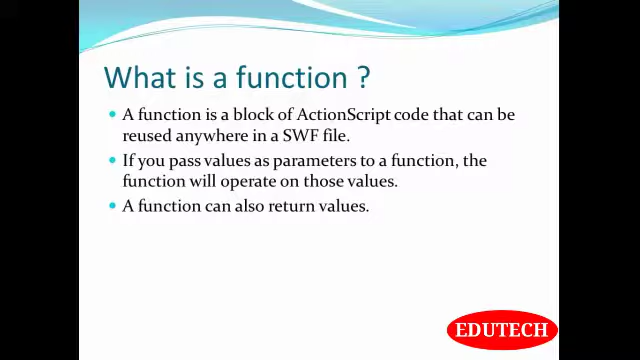 What is a function ?
A function is a block of ActionScript code that can be
reused anywhere in a SWF file.
If you pass values as parameters to a function, the
function will operate on those values.
A function can also return values.
EDUTECH